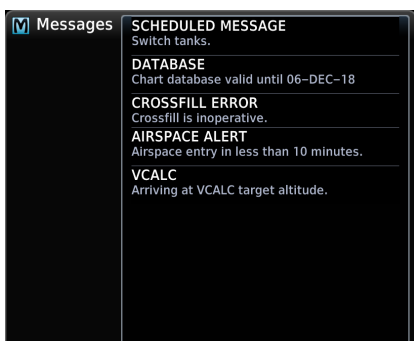 M Messages
SCHEDULED MESSAGE
Switch tanks.
DATABASE
Chart database valid until 06–DEC–18
CROSSFILL ERROR
Crossfill is inoperative.
AIRSPACE ALERT
Airspace entry in less than 10 minutes.
VCALC
Arriving at VCALC target altitude.